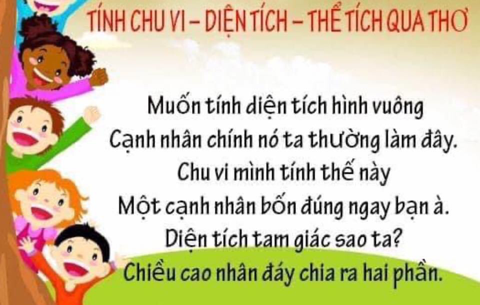 TÍNH CHU VI – DIỆN TÍCH – THỂ TÍCH QUA THƠ
Muốn tính diện tích hình vuông
Cạnh nhân chính nó ta thường làm đây.
Chu vi mình tính thế này
Một cạnh nhân bốn đúng ngay bạn à.
Diện tích tam giác sao ta?
Chiều cao nhân đáy chia ra hai phần.